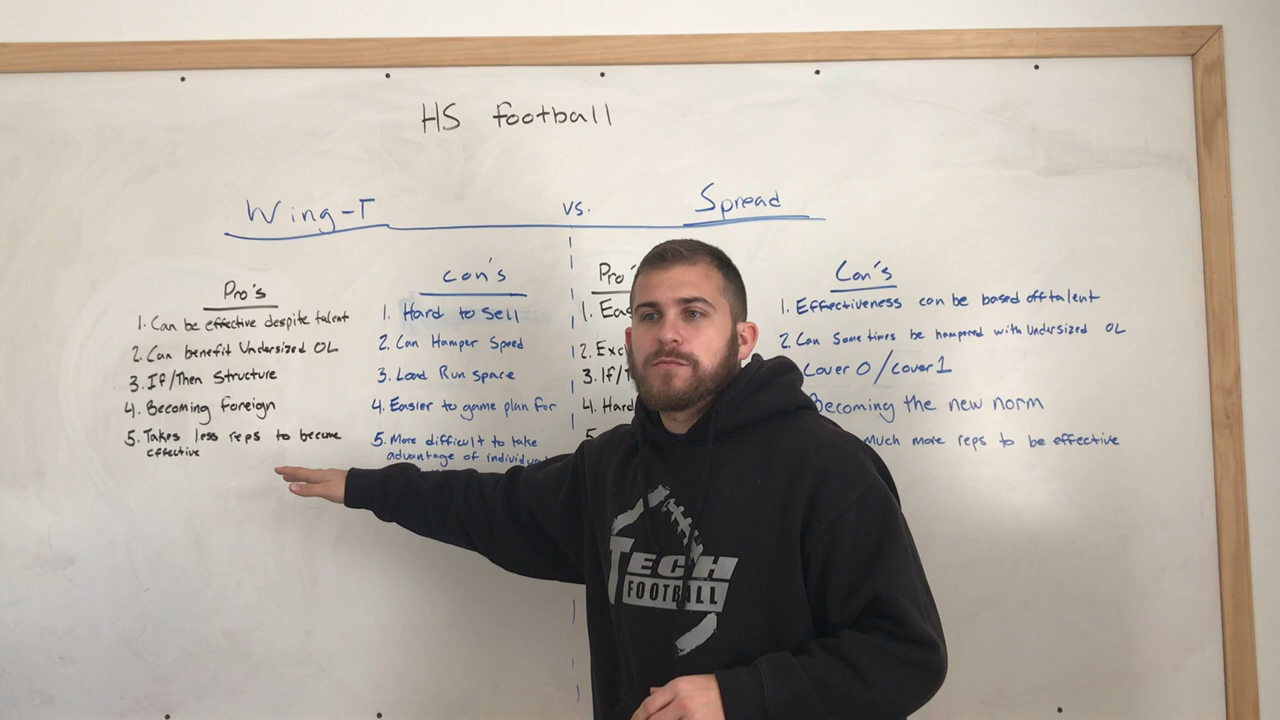 HS football
Wing-T vs. Spread
Pro's
1. Can be effective despite talent
2. Can benefit Undersized OL
3. If/Then Structure
4. Becoming foreign
5. Takes less reps to become
effective
Con's
1. Hard to sell
2. Can Hamper Speed
3. Load Run space
4. Easier to game plan for
5. More difficult to take
advantage of
Pro's
1.
2.
3. If/
4. Hard
5.
Con's
1. Effectiveness can be based off talent
2. Can Some times be hampered with Undersized OL
Cover 0/Cover 1
Becoming the new norm
Much more reps to be effective
TECH
FOOTBALL